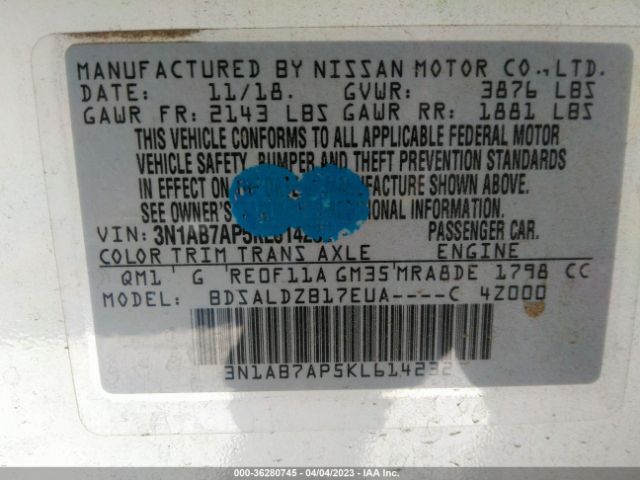 MANUFACTURED BY NISSAN MOTOR CO., LTD.
DATE: 11/18. GVWR: 3876 LBS
GAWR FR: 2143 LBS GAWR RR: 1881 LBS
THIS VEHICLE CONFORMS TO ALL APPLICABLE FEDERAL MOTOR
VEHICLE SAFETY, BUMPER AND THEFT PREVENTION STANDARDS
IN EFFECT ON MANUFACTURE SHOWN ABOVE.
SEE OWNER'S INFORMATION.
VIN: 3N1AB7AP5KL614232 PASSENGER CAR.
COLOR TRIM TRANS AXLE ENGINE
QM1 G RE0F11A GM35 MRA8DE 1798 CC
MODEL: BDSALDZB17EUA----C 4Z000
3N1AB7AP5KL614232
000-36280745 - 04/04/2023 - IAA Inc.